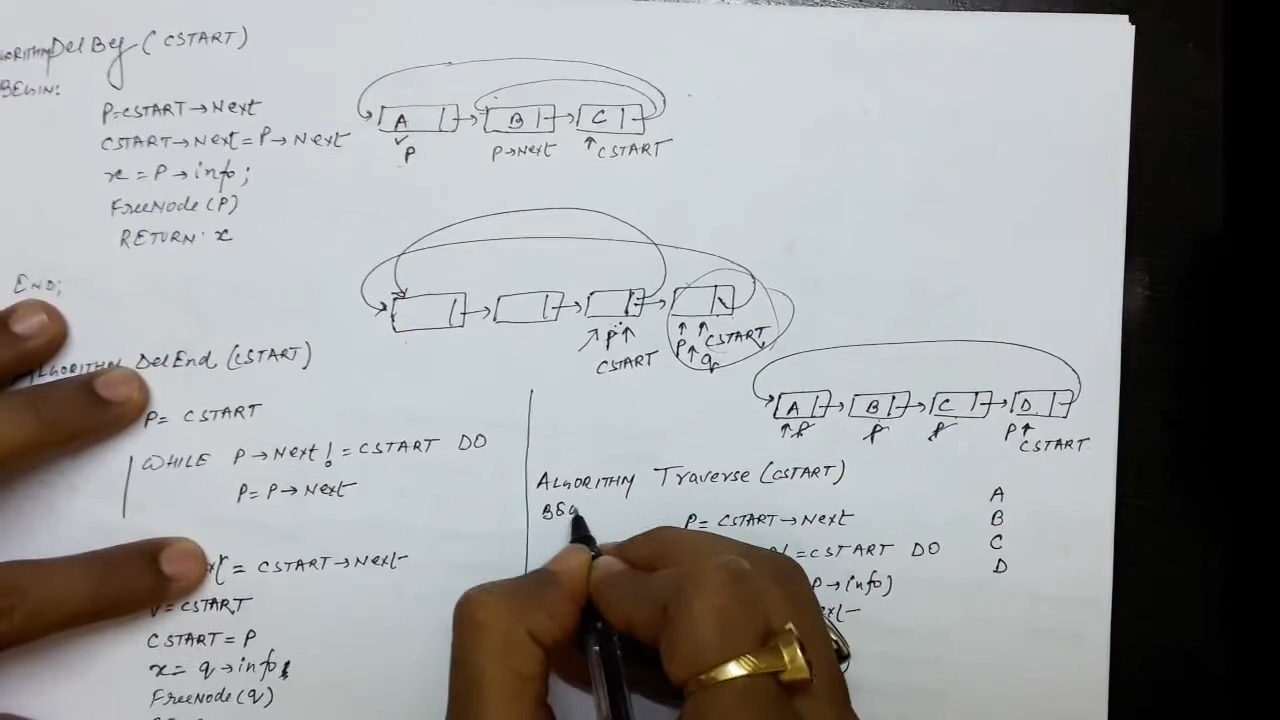 DelBeg (CSTART)
BEGIN:
P=CSTART→Next
CSTART→Next=P→Next
x = P→info;
FreeNode(P)
RETURN x
END;
A B C
P P→Next ↑CSTART
P CSTART
CSTART
P q
ALGORITHM DelEnd (CSTART)
P= CSTART
WHILE P→Next != CSTART DO
P= P→Next
= CSTART→Next
= CSTART
CSTART=P
x= q→info;
FreeNode(q)
A B C D
P P P P
CSTART
ALGORITHM Traverse (CSTART)
P= CSTART→Next
!=CSTART DO
P→info)
A
B
C
D